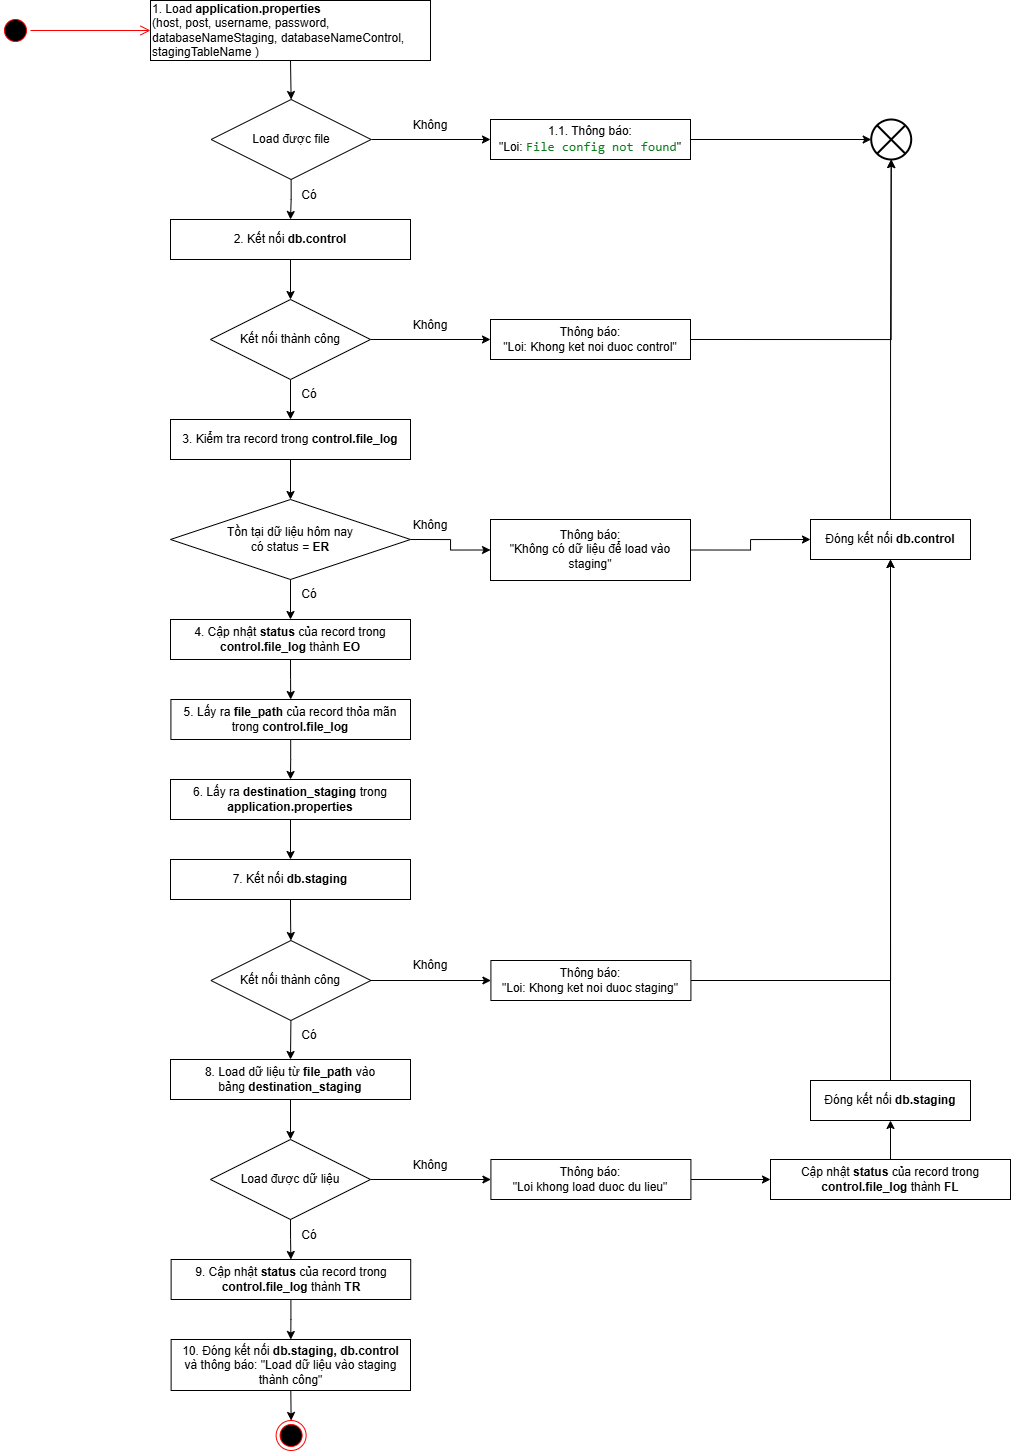 1. Load application.properties
(host, post, username, password,
databaseNameStaging, databaseNameControl,
stagingTableName )
Load được file
Không
1.1. Thông báo:
"Loi: File config not found"
Có
2. Kết nối db.control
Kết nối thành công
Không
Thông báo:
"Loi: Khong ket noi duoc control"
Có
3. Kiểm tra record trong control.file_log
Tồn tại dữ liệu hôm nay
có status = ER
Không
Thông báo:
"Không có dữ liệu để load vào
staging"
Đóng kết nối db.control
Có
4. Cập nhật status của record trong
control.file_log thành EO
5. Lấy ra file_path của record thỏa mãn
trong control.file_log
6. Lấy ra destination_staging trong
application.properties
7. Kết nối db.staging
Kết nối thành công
Không
Thông báo:
"Loi: Khong ket noi duoc staging"
Có
8. Load dữ liệu từ file_path vào
bảng destination_staging
Đóng kết nối db.staging
Load được dữ liệu
Không
Thông báo:
"Loi khong load duoc du lieu"
Cập nhật status của record trong
control.file_log thành FL
Có
9. Cập nhật status của record trong
control.file_log thành TR
10. Đóng kết nối db.staging, db.control
và thông báo: "Load dữ liệu vào staging
thành công"